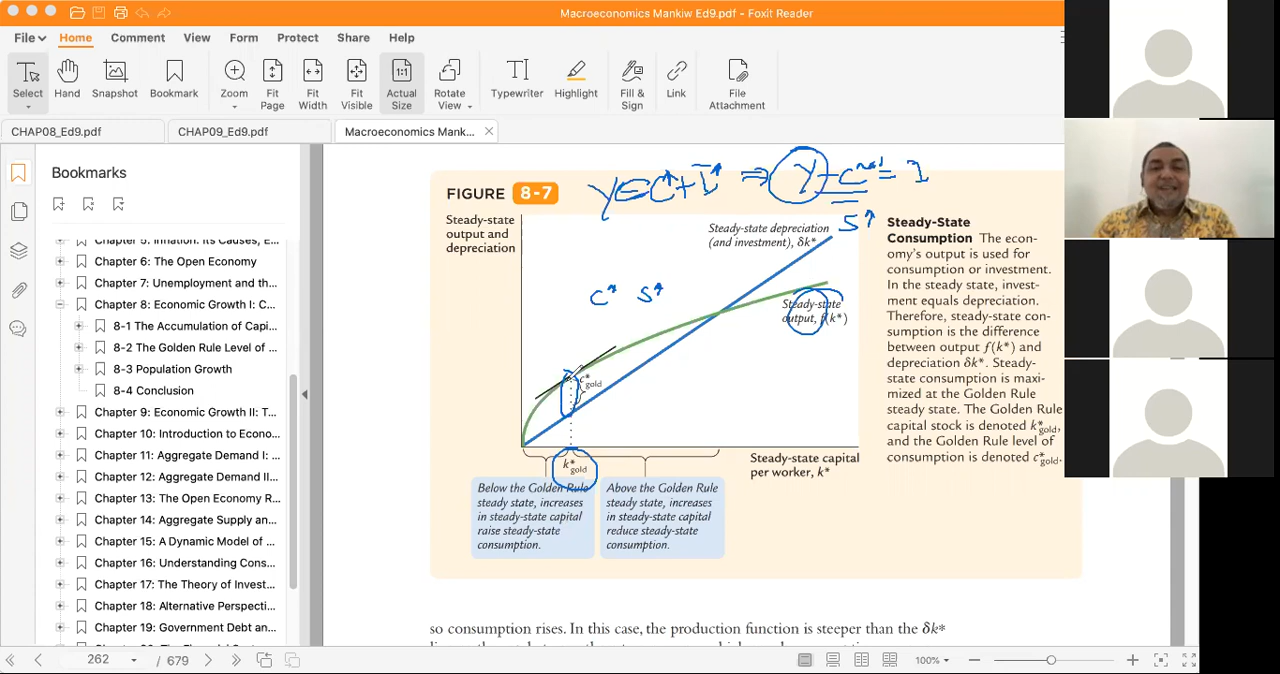 Macroeconomics Mankiw Ed9.pdf - Foxit Reader
File Home Comment View Form Protect Share Help
Select Hand Snapshot Bookmark Zoom Fit Page Fit Width Fit Visible Actual Size Rotate View Typewriter Highlight Fill & Sign Link File Attachment
CHAP08_Ed9.pdf CHAP09_Ed9.pdf Macroeconomics Mank...
Bookmarks
Chapter 5: Inflation: Its Causes, E...
Chapter 6: The Open Economy
Chapter 7: Unemployment and th...
Chapter 8: Economic Growth I: C...
8-1 The Accumulation of Capi...
8-2 The Golden Rule Level of ...
8-3 Population Growth
8-4 Conclusion
Chapter 9: Economic Growth II: T...
Chapter 10: Introduction to Econo...
Chapter 11: Aggregate Demand I: ...
Chapter 12: Aggregate Demand II...
Chapter 13: The Open Economy R...
Chapter 14: Aggregate Supply an...
Chapter 15: A Dynamic Model of ...
Chapter 16: Understanding Cons...
Chapter 17: The Theory of Invest...
Chapter 18: Alternative Perspecti...
Chapter 19: Government Debt an...
FIGURE 8-7
Y = C↑ + I↑ ⇒ Y - C = I
S↑
Steady-state
output and
depreciation
Steady-state depreciation
(and investment), δk*
C* S*
Steady-state
output, f(k*)
c*gold
k*gold
Steady-state capital
per worker, k*
Below the Golden Rule
steady state, increases
in steady-state capital
raise steady-state
consumption.
Above the Golden Rule
steady state, increases
in steady-state capital
reduce steady-state
consumption.
Steady-State
Consumption The econ-
omy's output is used for
consumption or investment.
In the steady state, invest-
ment equals depreciation.
Therefore, steady-state con-
sumption is the difference
between output f(k*) and
depreciation δk*. Steady-
state consumption is maxi-
mized at the Golden Rule
steady state. The Golden Rule
capital stock is denoted k*gold,
and the Golden Rule level of
consumption is denoted c*gold.
so consumption rises. In this case, the production function is steeper than the δk*
262 / 679
100%